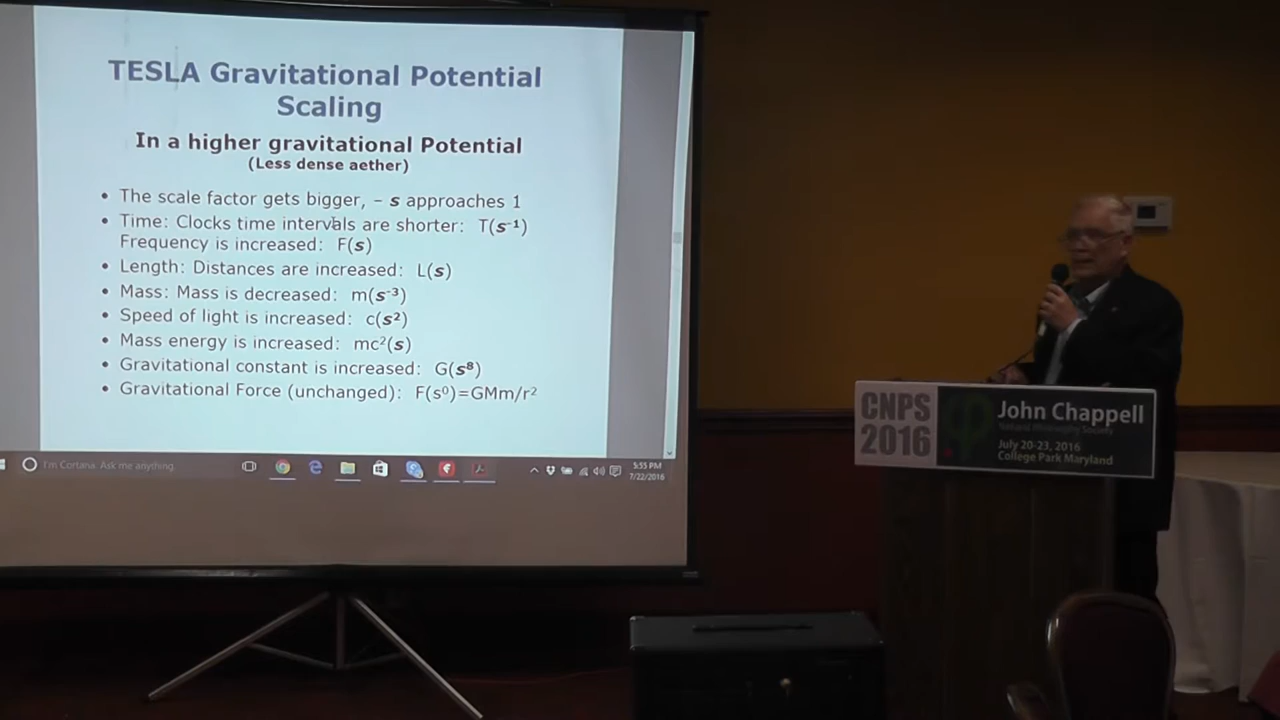 TESLA Gravitational Potential
Scaling
In a higher gravitational Potential
(Less dense aether)
• The scale factor gets bigger, – s approaches 1
• Time: Clocks time intervals are shorter: T(s⁻¹)
Frequency is increased: F(s)
• Length: Distances are increased: L(s)
• Mass: Mass is decreased: m(s⁻³)
• Speed of light is increased: c(s²)
• Mass energy is increased: mc²(s)
• Gravitational constant is increased: G(s⁸)
• Gravitational Force (unchanged): F(s⁰)=GMm/r²
I'm Cortana. Ask me anything.
5:55 PM
7/22/2016
CNPS
2016
John Chappell
Natural Philosophy Society
July 20-23, 2016
College Park Maryland